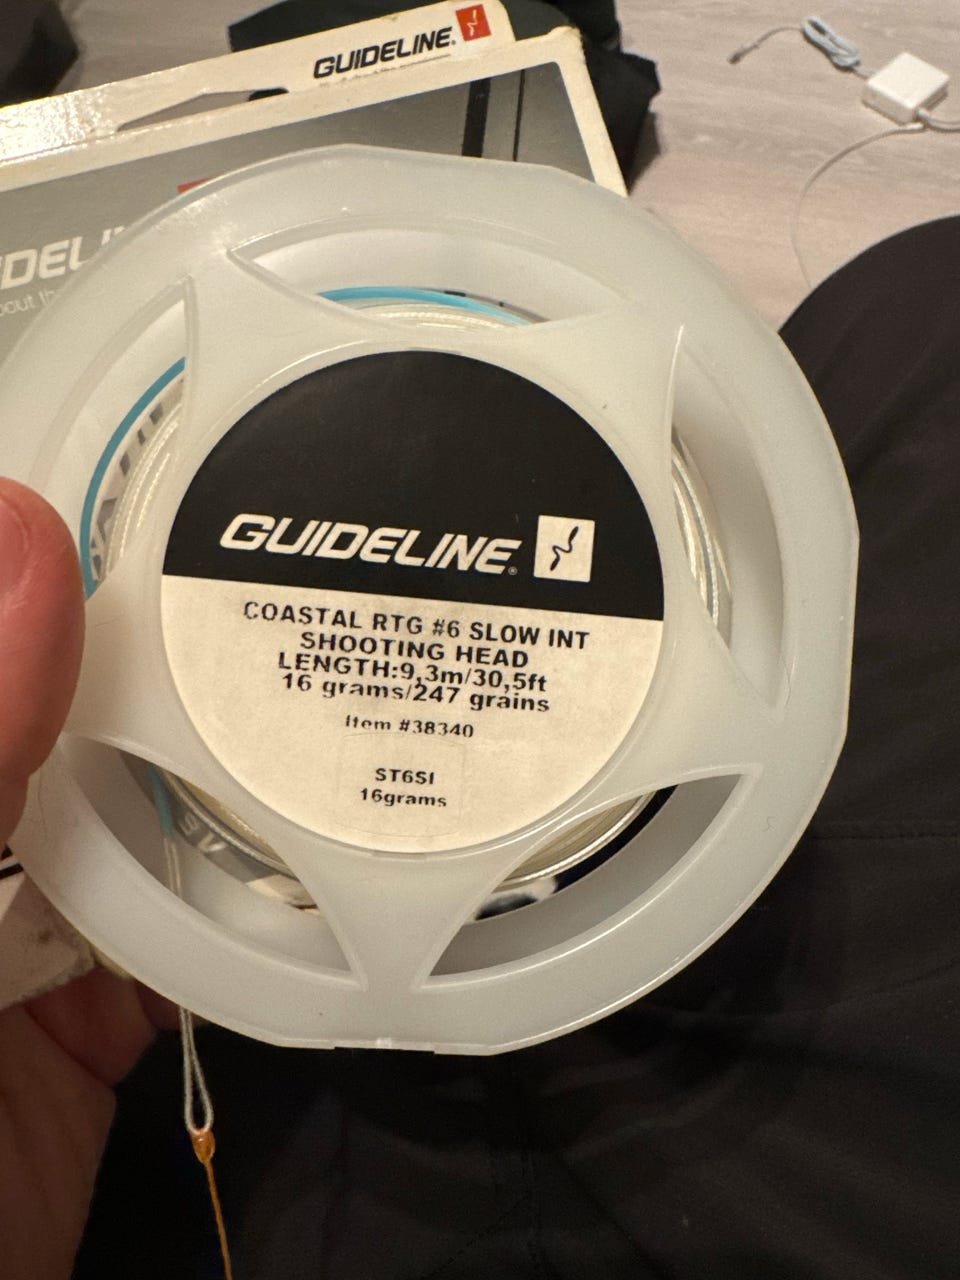 GUIDELINE®
GUIDELINE®
COASTAL RTG #6 SLOW INT
SHOOTING HEAD
LENGTH:9,3m/30,5ft
16 grams/247 grains
Item #38340
ST6SI
16grams